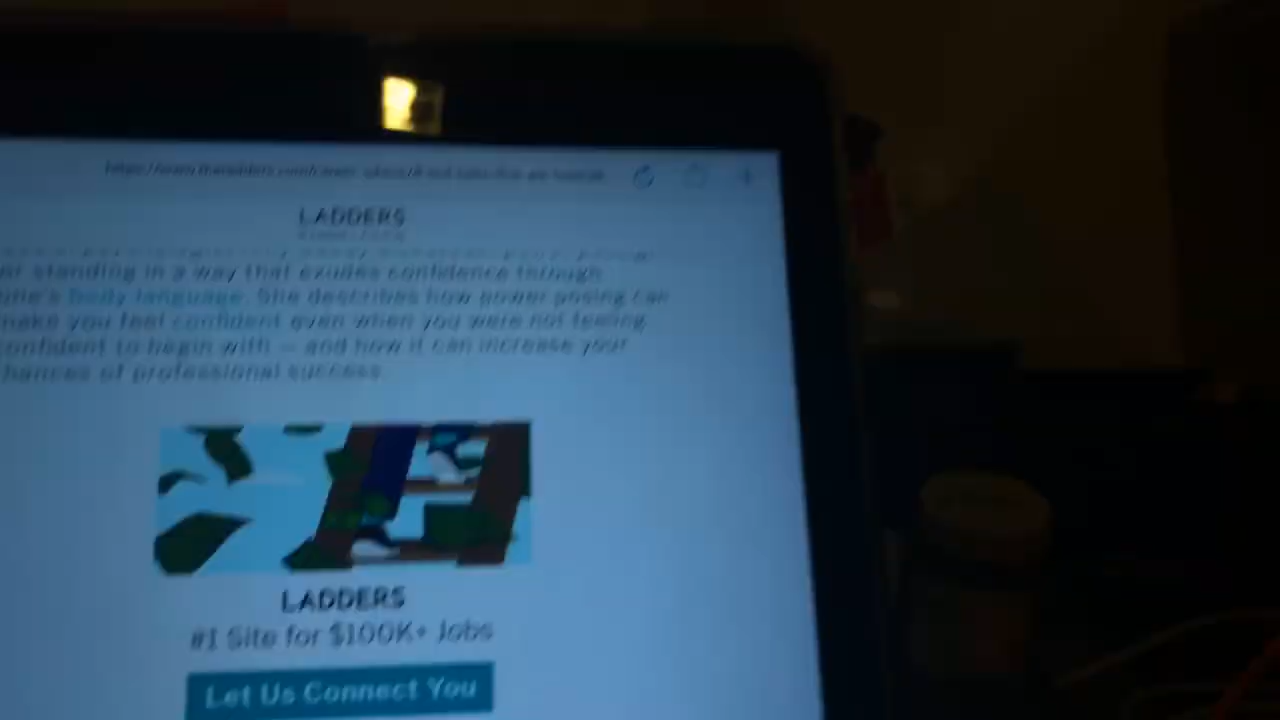 LADDERS
or standing in a way that exudes confidence through
one's body language. She describes how power posing can
make you feel confident even when you were not feeling
confident to begin with — and how it can increase your
chances of professional success.
LADDERS
#1 Site for $100K+ Jobs
Let Us Connect You